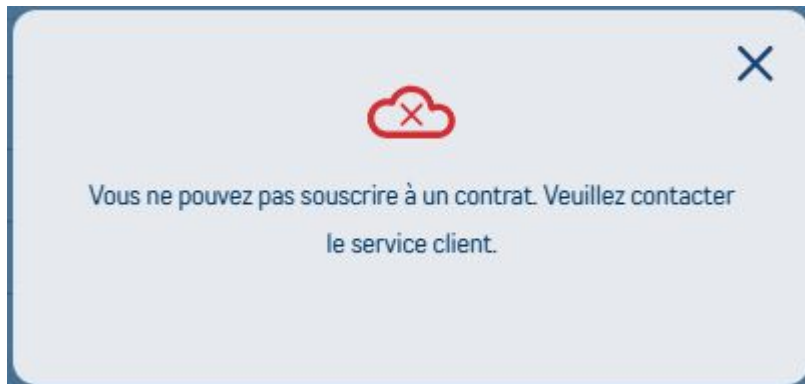 Vous ne pouvez pas souscrire à un contrat. Veuillez contacter
le service client.